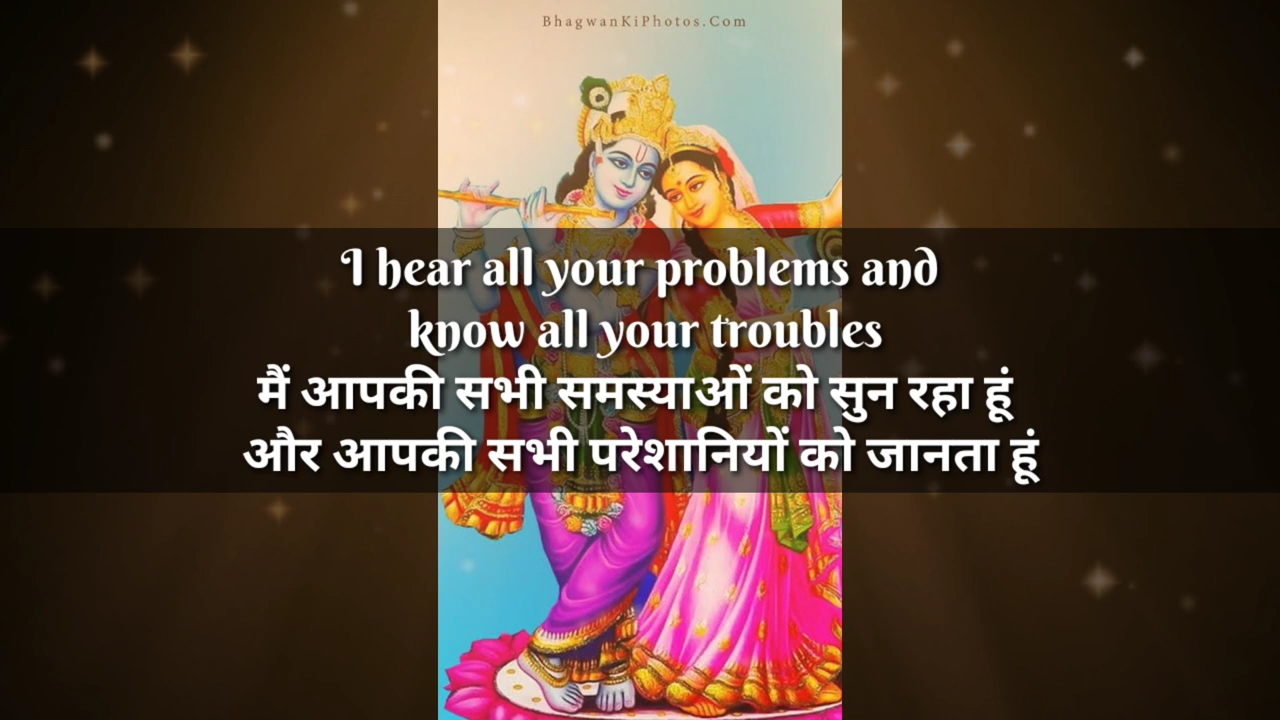 BhagwanKiPhotos.Com
I hear all your problems and
know all your troubles
मैं आपकी सभी समस्याओं को सुन रहा हूं
और आपकी सभी परेशानियों को जानता हूं